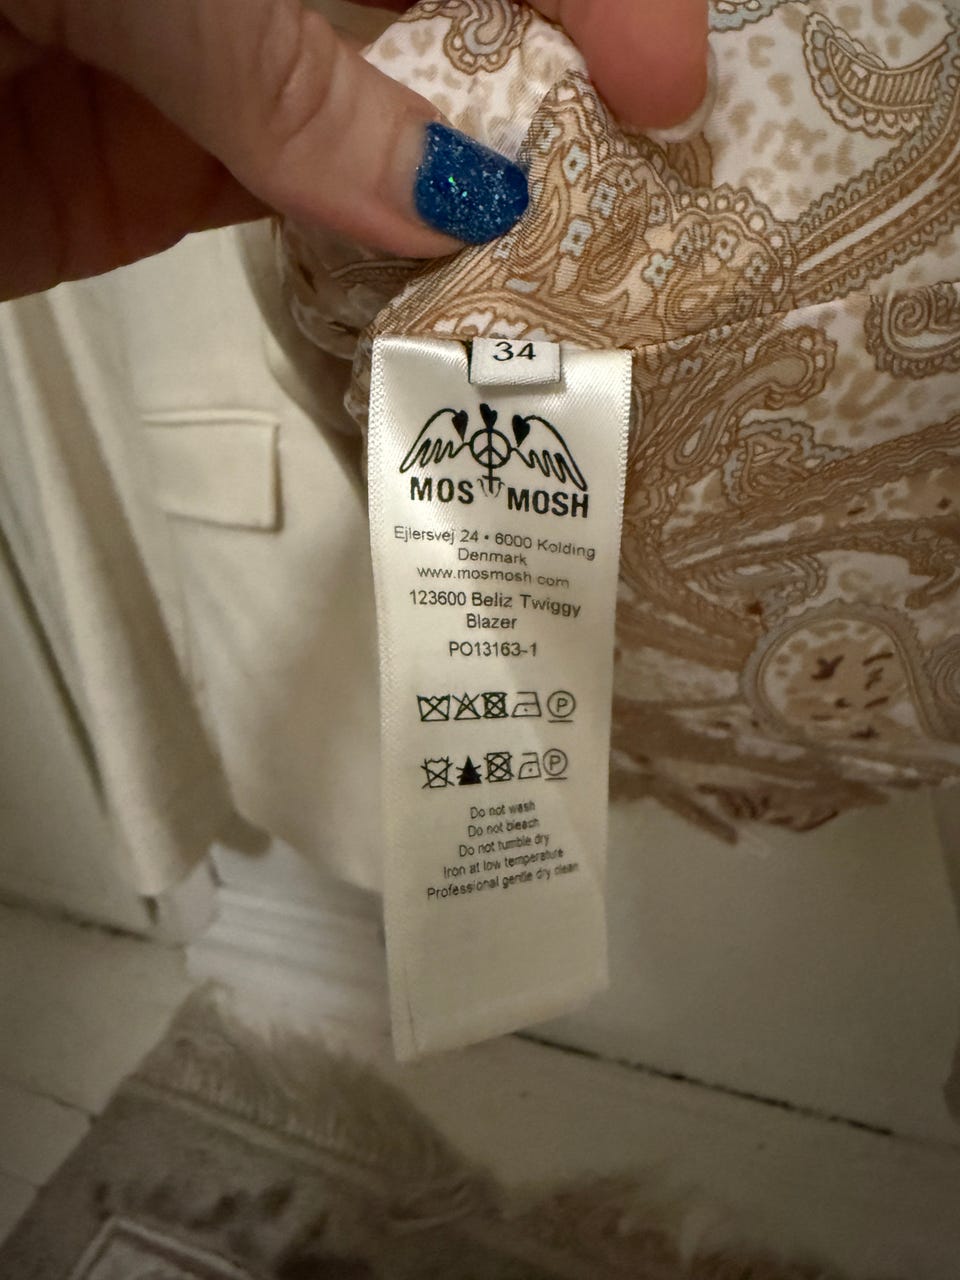 34
MOS MOSH
Ejlersvej 24 • 6000 Kolding
Denmark
www.mosmosh.com
123600 Beliz Twiggy
Blazer
PO13163-1
P
P
Do not wash
Do not bleach
Do not tumble dry
Iron at low temperature
Professional gentle dry clean